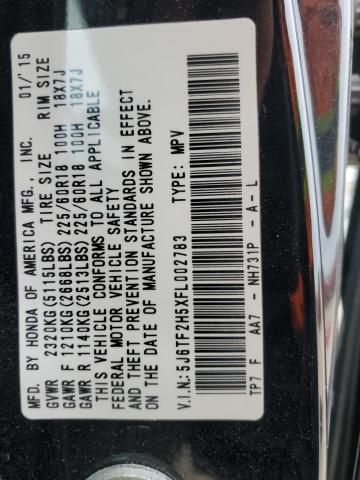 MFD. BY HONDA OF AMERICA MFG., INC. 01/'15
GVWR 2320KG(5115LBS) TIRE SIZE RIM SIZE
GAWR F 1210KG(2668LBS) 225/60R18 100H 18X7J
GAWR R 1140KG(2513LBS) 225/60R18 100H 18X7J
THIS VEHICLE CONFORMS TO ALL APPLICABLE
FEDERAL MOTOR VEHICLE SAFETY
AND THEFT PREVENTION STANDARDS IN EFFECT
ON THE DATE OF MANUFACTURE SHOWN ABOVE.
V.I.N:5J6TF2H5XFL002783 TYPE: MPV
TP7 F AA7 - NH731P - A - L